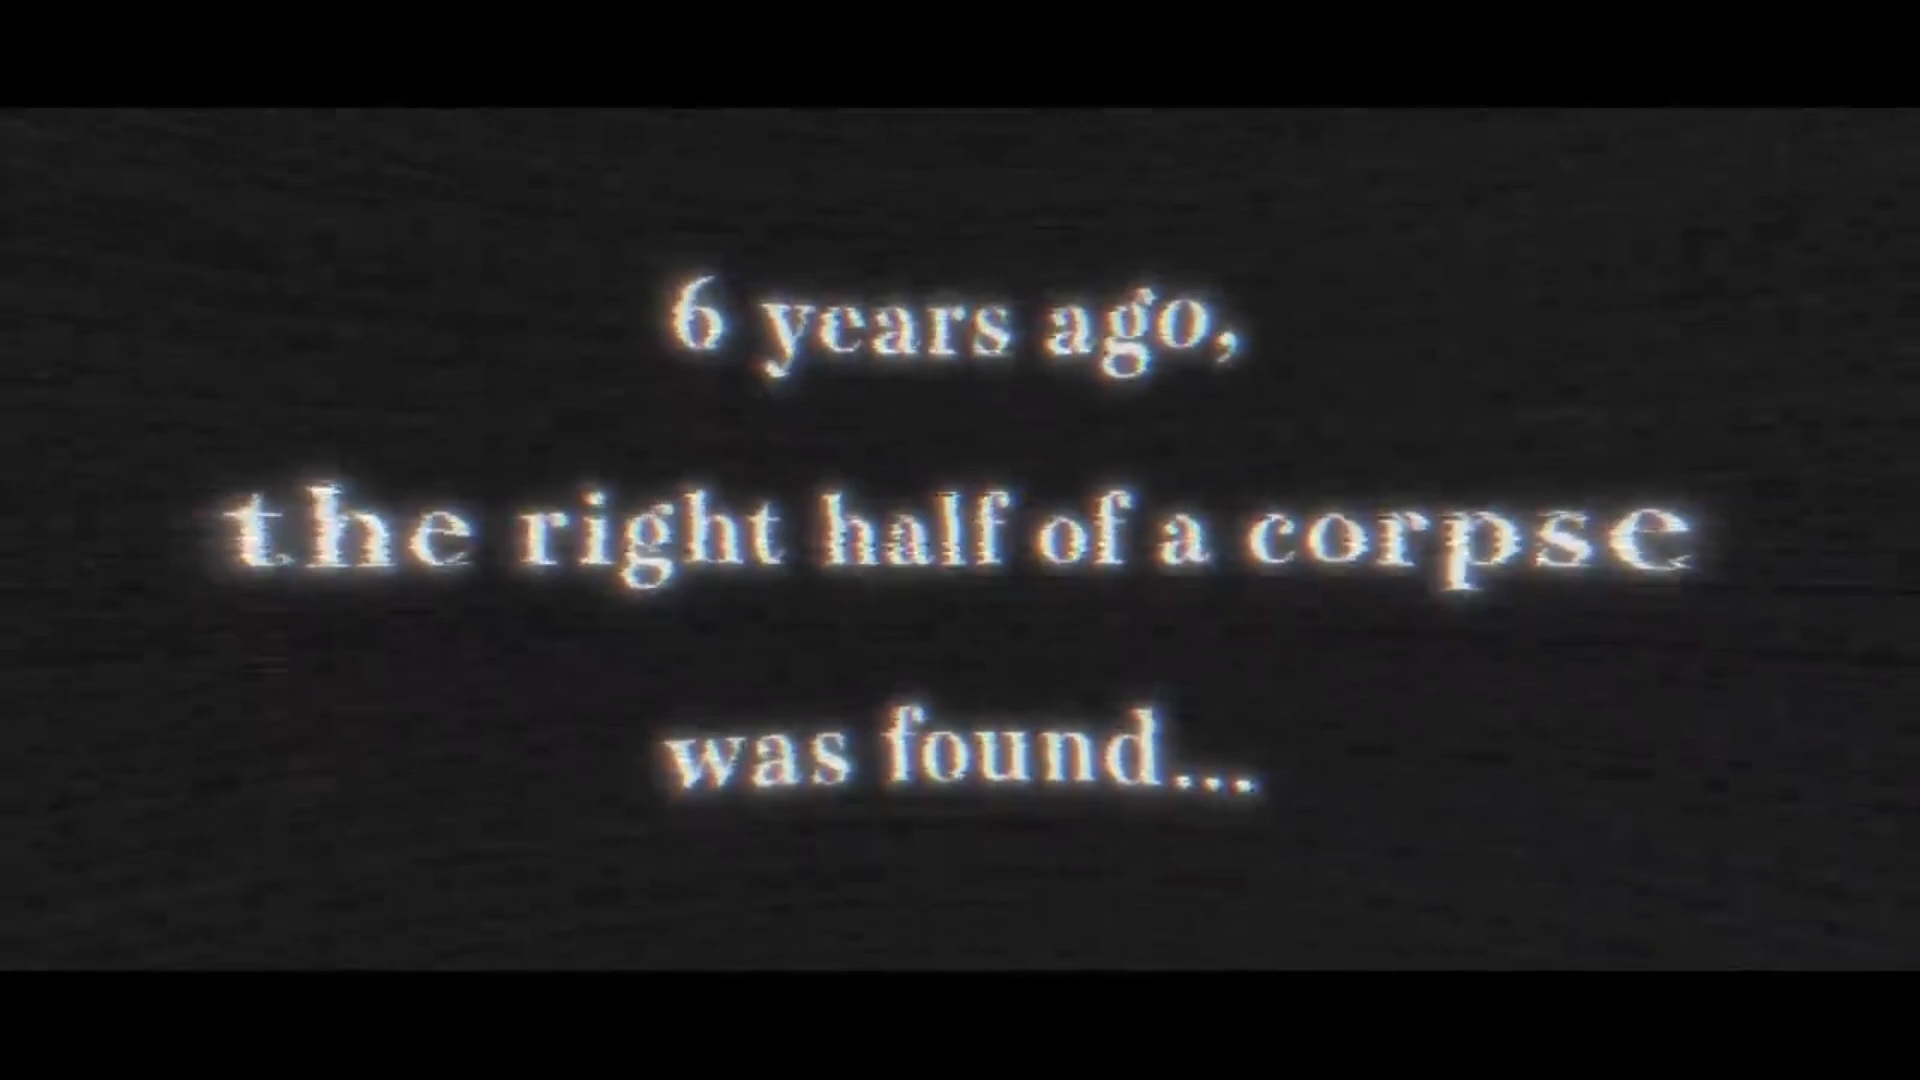 6 years ago,
the right half of a corpse
was found...